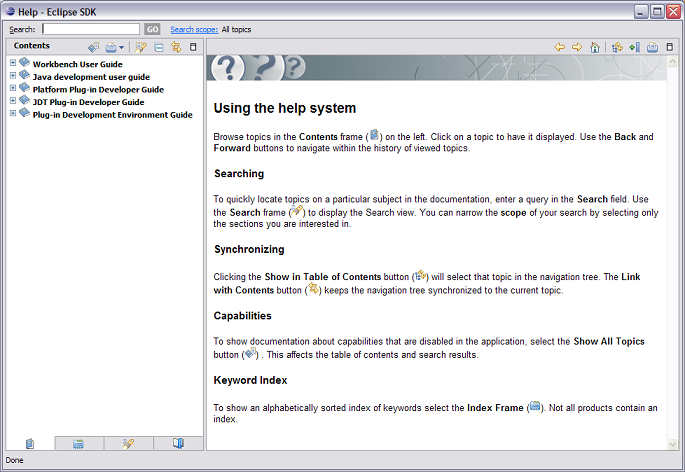 Help - Eclipse SDK
Search: GO Search scope: All topics
Contents
Workbench User Guide
Java development user guide
Platform Plug-in Developer Guide
JDT Plug-in Developer Guide
Plug-in Development Environment Guide
Using the help system
Browse topics in the Contents frame ( ) on the left. Click on a topic to have it displayed. Use the Back and
Forward buttons to navigate within the history of viewed topics.
Searching
To quickly locate topics on a particular subject in the documentation, enter a query in the Search field. Use
the Search frame ( ) to display the Search view. You can narrow the scope of your search by selecting only
the sections you are interested in.
Synchronizing
Clicking the Show in Table of Contents button ( ) will select that topic in the navigation tree. The Link
with Contents button ( ) keeps the navigation tree synchronized to the current topic.
Capabilities
To show documentation about capabilities that are disabled in the application, select the Show All Topics
button ( ) . This affects the table of contents and search results.
Keyword Index
To show an alphabetically sorted index of keywords select the Index Frame ( ). Not all products contain an
index.
Done